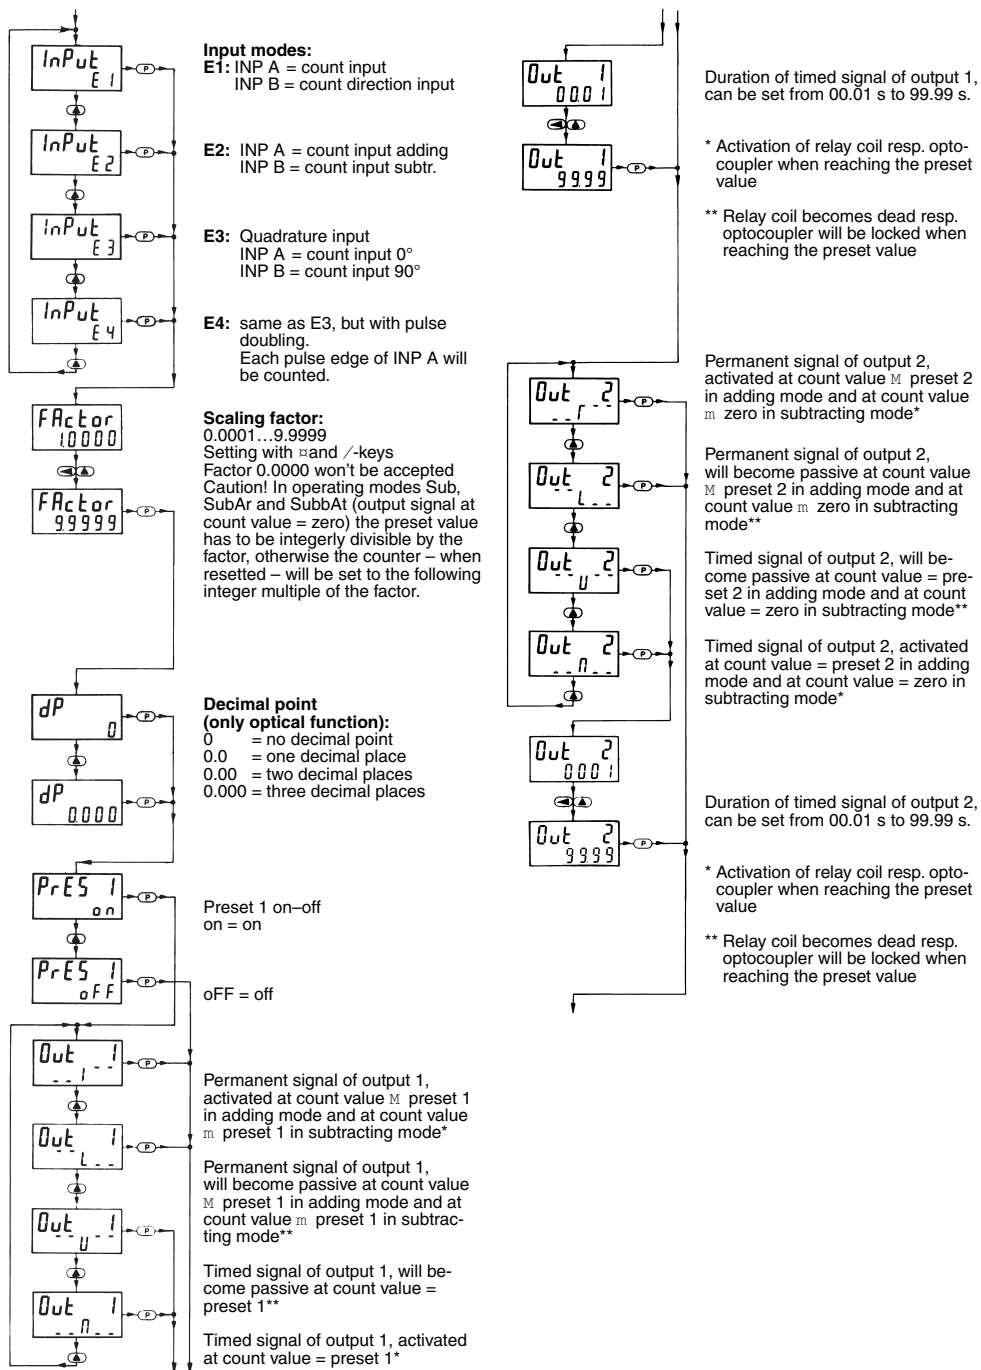 InPut
E 1
P
InPut
E 2
P
InPut
E 3
P
InPut
E 4
P
FActor
1.0000
FActor
9.9999
P
dP
0
P
dP
0.000
P
PrES 1
on
P
PrES 1
oFF
P
Out 1
P
Out 1
P
Out 1
P
Out 1
P
Input modes:
E1: INP A = count input
INP B = count direction input
E2: INP A = count input adding
INP B = count input subtr.
E3: Quadrature input
INP A = count input 0°
INP B = count input 90°
E4: same as E3, but with pulse
doubling.
Each pulse edge of INP A will
be counted.
Scaling factor:
0.0001...9.9999
Setting with ¤and /-keys
Factor 0.0000 won't be accepted
Caution! In operating modes Sub,
SubAr and SubbAt (output signal at
count value = zero) the preset value
has to be integerly divisible by the
factor, otherwise the counter – when
resetted – will be set to the following
integer multiple of the factor.
Decimal point
(only optical function):
0 = no decimal point
0.0 = one decimal place
0.00 = two decimal places
0.000 = three decimal places
Preset 1 on–off
on = on
oFF = off
Permanent signal of output 1,
activated at count value M preset 1
in adding mode and at count value
m preset 1 in subtracting mode*
Permanent signal of output 1,
will become passive at count value
M preset 1 in adding mode and at
count value m preset 1 in subtrac-
ting mode**
Timed signal of output 1, will be-
come passive at count value =
preset 1**
Timed signal of output 1, activated
at count value = preset 1*
Out 1
00.01
Out 1
99.99
P
Out 2
P
Out 2
P
Out 2
P
Out 2
P
Out 2
00.01
Out 2
99.99
P
Duration of timed signal of output 1,
can be set from 00.01 s to 99.99 s.
* Activation of relay coil resp. opto-
coupler when reaching the preset
value
** Relay coil becomes dead resp.
optocoupler will be locked when
reaching the preset value
Permanent signal of output 2,
activated at count value M preset 2
in adding mode and at count value
m zero in subtracting mode*
Permanent signal of output 2,
will become passive at count value
M preset 2 in adding mode and at
count value m zero in subtracting
mode**
Timed signal of output 2, will be-
come passive at count value = pre-
set 2 in adding mode and at count
value = zero in subtracting mode**
Timed signal of output 2, activated
at count value = preset 2 in adding
mode and at count value = zero in
subtracting mode*
Duration of timed signal of output 2,
can be set from 00.01 s to 99.99 s.
* Activation of relay coil resp. opto-
coupler when reaching the preset
value
** Relay coil becomes dead resp.
optocoupler will be locked when
reaching the preset value